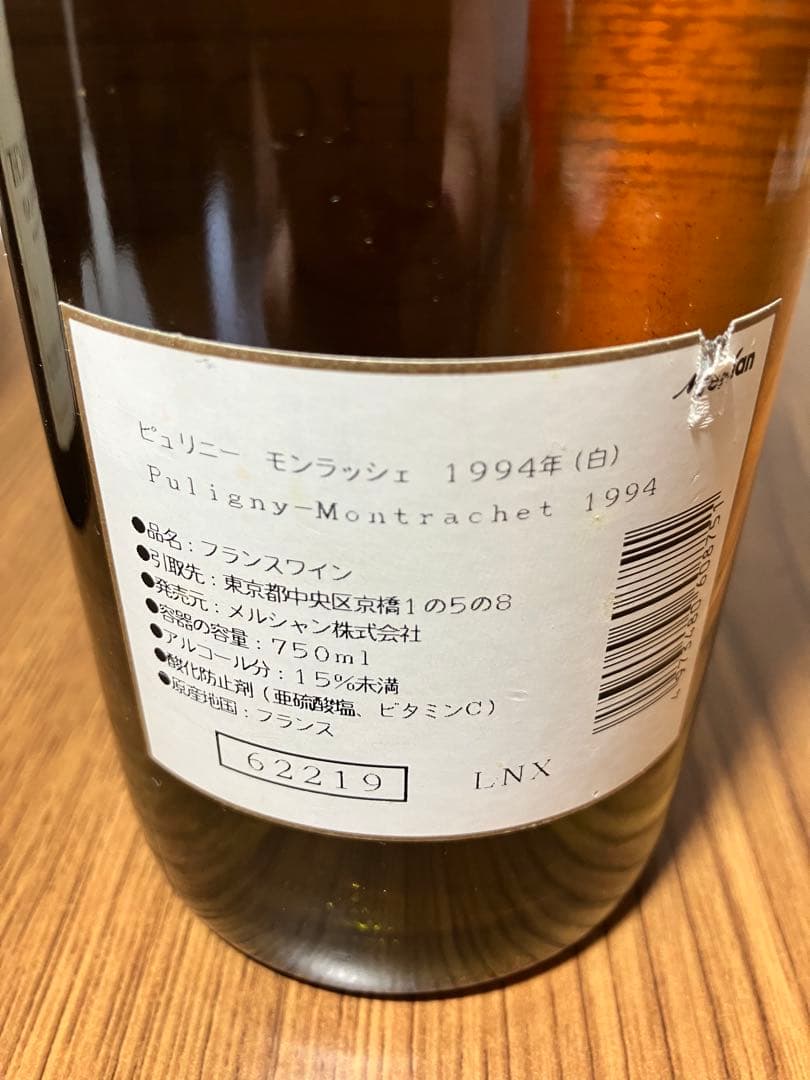 Mercian
ピュリニー モンラッシェ 1994年(白)
Puligny-Montrachet 1994
●品名:フランスワイン
●引取先:東京都中央区京橋1の5の8
●発売元:メルシャン株式会社
●容器の容量:750ml
●アルコール分:15%未満
●酸化防止剤(亜硫酸塩、ビタミンC)
●原産地国:フランス
62219 LNX